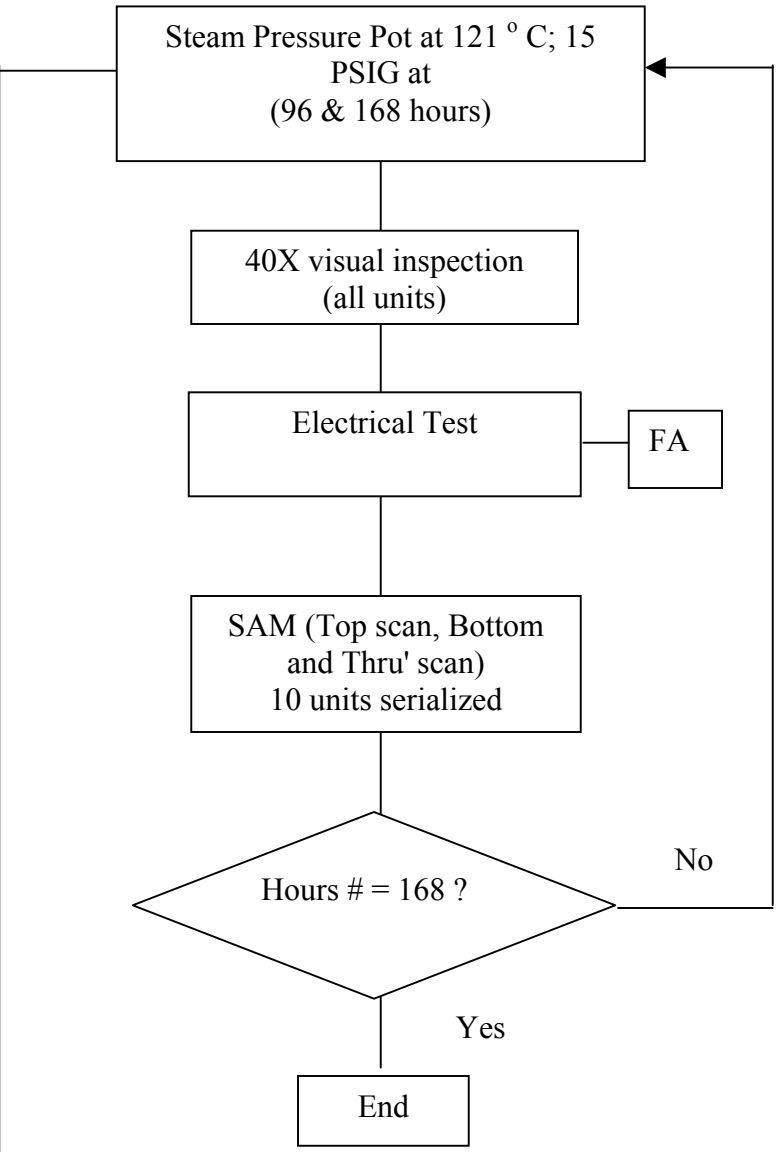 Steam Pressure Pot at 121 º C; 15
PSIG at
(96 & 168 hours)
40X visual inspection
(all units)
Electrical Test
FA
SAM (Top scan, Bottom
and Thru' scan)
10 units serialized
Hours # = 168 ?
No
Yes
End